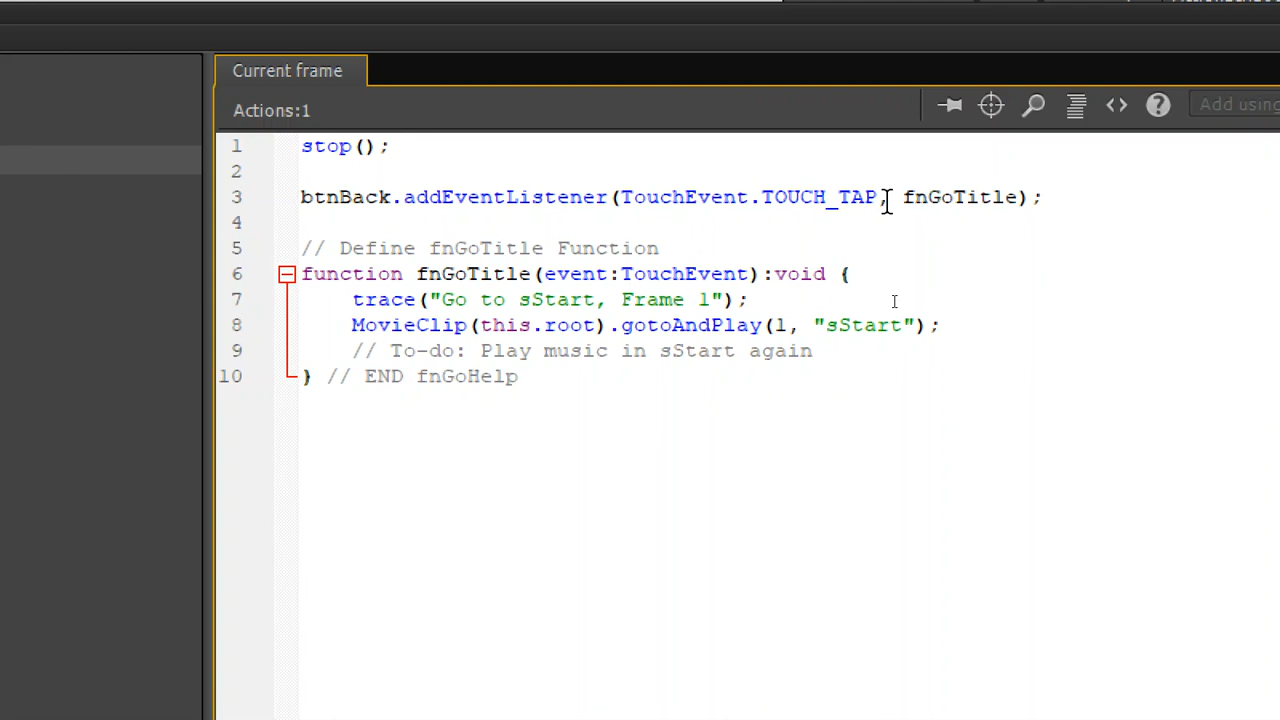 Current frame
Actions:1
Add using
1 stop();
2
3 btnBack.addEventListener(TouchEvent.TOUCH_TAP, fnGoTitle);
4
5 // Define fnGoTitle Function
6 function fnGoTitle(event:TouchEvent):void {
7 trace("Go to sStart, Frame 1");
8 MovieClip(this.root).gotoAndPlay(1, "sStart");
9 // To-do: Play music in sStart again
10 } // END fnGoHelp